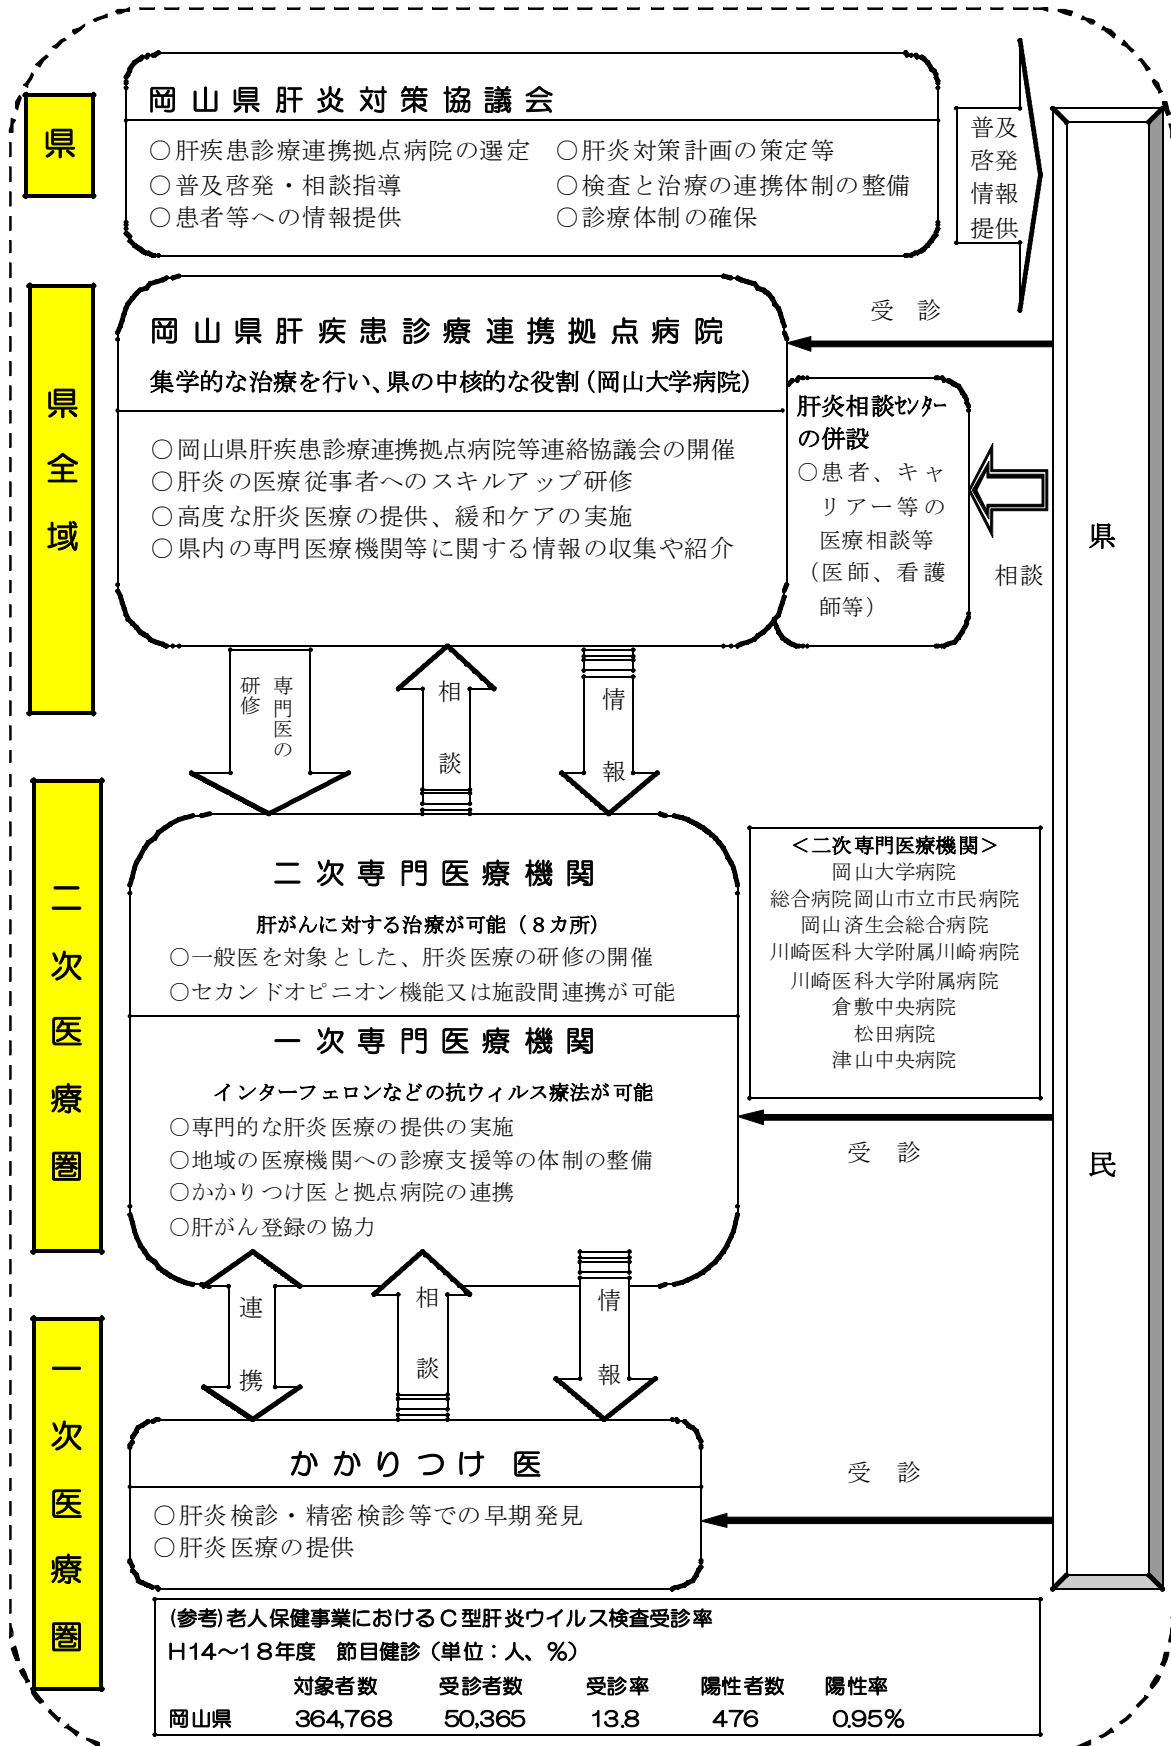 県
岡山県肝炎対策協議会
○肝疾患診療連携拠点病院の選定　○肝炎対策計画の策定等
○普及啓発・相談指導　○検査と治療の連携体制の整備
○患者等への情報提供　○診療体制の確保
普及
啓発
情報
提供
県全域
岡山県肝疾患診療連携拠点病院
集学的な治療を行い、県の中核的な役割(岡山大学病院)
○岡山県肝疾患診療連携拠点病院等連絡協議会の開催
○肝炎の医療従事者へのスキルアップ研修
○高度な肝炎医療の提供、緩和ケアの実施
○県内の専門医療機関等に関する情報の収集や紹介
受　診
肝炎相談ｾﾝﾀｰ
の併設
○患者、キャ
リアー等の
医療相談等
（医師、看護
師等）
相談
県　民
専門医の
研修
相　談
情　報
二次医療圏
二次専門医療機関
肝がんに対する治療が可能（８カ所）
○一般医を対象とした、肝炎医療の研修の開催
○セカンドオピニオン機能又は施設間連携が可能
一次専門医療機関
インターフェロンなどの抗ウィルス療法が可能
○専門的な肝炎医療の提供の実施
○地域の医療機関への診療支援等の体制の整備
○かかりつけ医と拠点病院の連携
○肝がん登録の協力
＜二次専門医療機関＞
岡山大学病院
総合病院岡山市立市民病院
岡山済生会総合病院
川崎医科大学附属川崎病院
川崎医科大学附属病院
倉敷中央病院
松田病院
津山中央病院
受　診
連　携
相　談
情　報
一次医療圏
かかりつけ医
○肝炎検診・精密検診等での早期発見
○肝炎医療の提供
受　診
(参考)老人保健事業におけるＣ型肝炎ウイルス検査受診率
Ｈ14～18年度　節目健診（単位：人、％）
対象者数　受診者数　受診率　陽性者数　陽性率
岡山県　364,768　50,365　13.8　476　0.95%